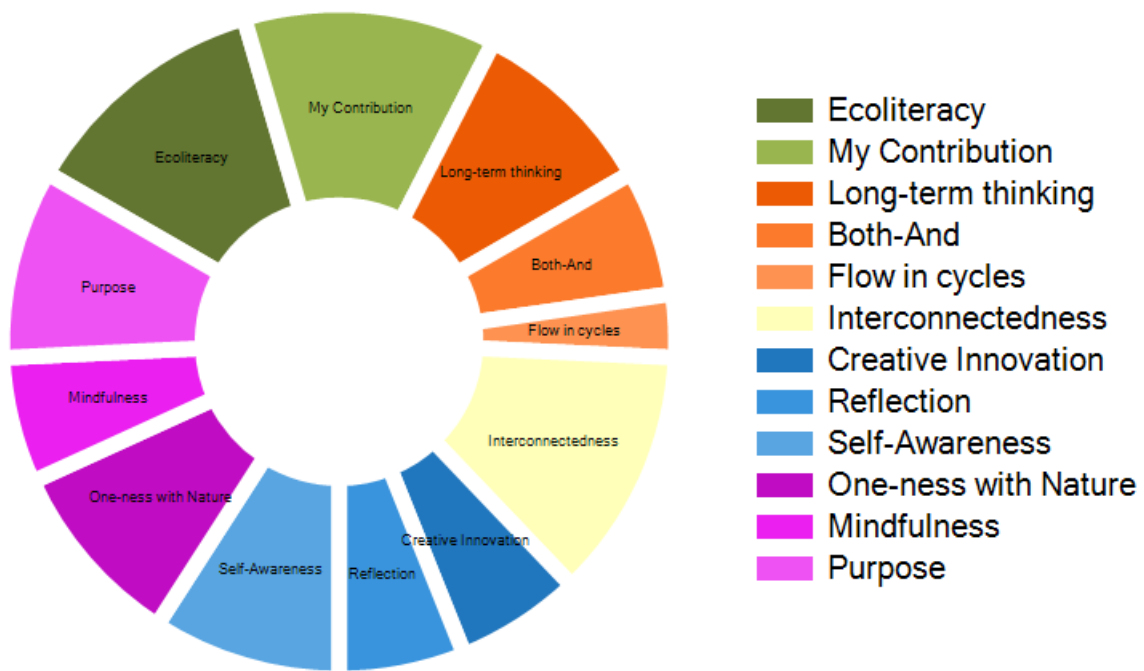 My Contribution
Ecoliteracy
Long-term thinking
Both-And
Purpose
Flow in cycles
Mindfulness
Interconnectedness
One-ness with Nature
Creative Innovation
Self-Awareness
Reflection
Ecoliteracy
My Contribution
Long-term thinking
Both-And
Flow in cycles
Interconnectedness
Creative Innovation
Reflection
Self-Awareness
One-ness with Nature
Mindfulness
Purpose